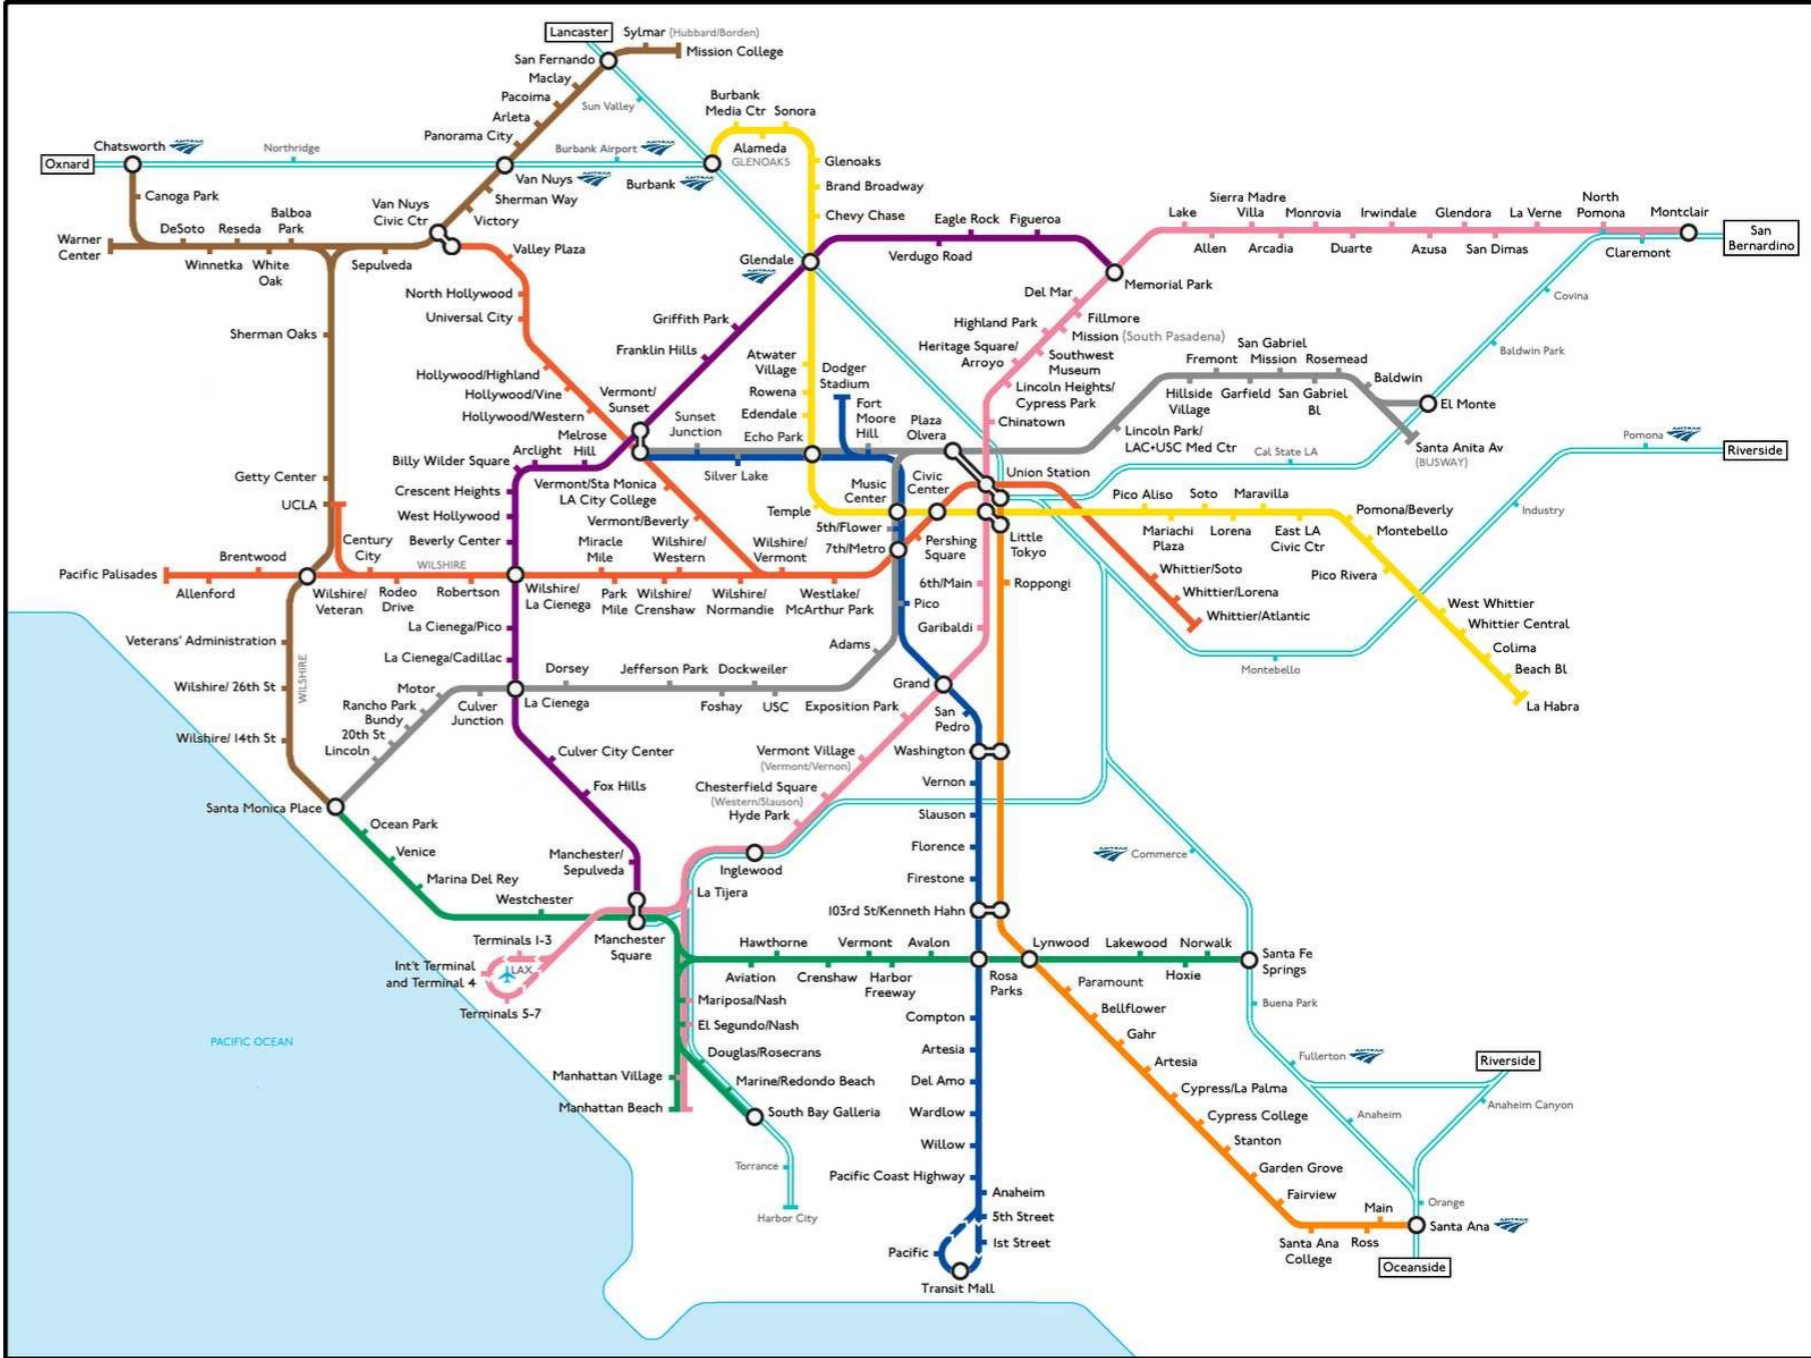 Lancaster
Sylmar (Hubbard/Borden)
Mission College
San Fernando
Maclay
Pacoima
Arleta
Panorama City
Sun Valley
Burbank
Media Ctr
Sonora
Alameda
GLENOAKS
Oxnard
Chatsworth
AMTRAK
Northridge
Burbank Airport
AMTRAK
Van Nuys
AMTRAK
Burbank
AMTRAK
Glenoaks
Brand Broadway
Chevy Chase
Canoga Park
Sherman Way
Victory
Van Nuys
Civic Ctr
Warner
Center
DeSoto
Winnetka
Reseda
White
Oak
Balboa
Park
Sepulveda
Valley Plaza
North Hollywood
Universal City
Sherman Oaks
Glendale
AMTRAK
Verdugo Road
Eagle Rock
Figueroa
Memorial Park
Lake
Allen
Sierra Madre
Villa
Arcadia
Monrovia
Duarte
Irwindale
Azusa
Glendora
San Dimas
La Verne
North
Pomona
Claremont
Montclair
San
Bernardino
Covina
Baldwin Park
Del Mar
Fillmore
Highland Park
Mission (South Pasadena)
Heritage Square/
Arroyo
Southwest
Museum
Lincoln Heights/
Cypress Park
Chinatown
Griffith Park
Franklin Hills
Hollywood/Highland
Hollywood/Vine
Hollywood/Western
Vermont/
Sunset
Atwater
Village
Rowena
Edendale
Dodger
Stadium
Fort
Moore
Hill
Sunset
Junction
Silver Lake
Echo Park
Plaza
Olvera
Lincoln Park/
LAC+USC Med Ctr
Hillside
Village
Fremont
Garfield
San Gabriel
Mission
San Gabriel
Bl
Rosemead
Baldwin
El Monte
Santa Anita Av
(BUSWAY)
Cal State LA
Pomona
AMTRAK
Riverside
Industry
Melrose
Hill
Arclight
Billy Wilder Square
Crescent Heights
West Hollywood
Beverly Center
Vermont/Sta Monica
LA City College
Vermont/Beverly
Getty Center
UCLA
Century
City
Brentwood
Pacific Palisades
Allenford
Wilshire/
Veteran
Rodeo
Drive
WILSHIRE
Robertson
Wilshire/
La Cienega
Miracle
Mile
Park
Mile
Wilshire/
Western
Wilshire/
Crenshaw
Wilshire/
Normandie
Wilshire/
Vermont
Westlake/
McArthur Park
Temple
Music
Center
Civic
Center
5th/Flower
7th/Metro
Pershing
Square
Union Station
Little
Tokyo
Roppongi
6th/Main
Garibaldi
Pico
Adams
Pico Aliso
Mariachi
Plaza
Soto
Lorena
Maravilla
East LA
Civic Ctr
Pomona/Beverly
Montebello
Pico Rivera
West Whittier
Whittier Central
Colima
Beach Bl
La Habra
Whittier/Soto
Whittier/Lorena
Whittier/Atlantic
Montebello
Veterans' Administration
Wilshire/ 26th St
WILSHIRE
Wilshire/ 14th St
Santa Monica Place
La Cienega/Pico
La Cienega/Cadillac
Motor
Rancho Park
Bundy
20th St
Lincoln
Culver
Junction
La Cienega
Dorsey
Jefferson Park
Foshay
Dockweiler
USC
Exposition Park
Grand
San
Pedro
Culver City Center
Fox Hills
Manchester/
Sepulveda
Vermont Village
(Vermont/Vernon)
Chesterfield Square
(Western/Slauson)
Hyde Park
Inglewood
La Tijera
Washington
Vernon
Slauson
Florence
Firestone
103rd St/Kenneth Hahn
Ocean Park
Venice
Marina Del Rey
Westchester
Manchester
Square
Terminals 1-3
Int'l Terminal
and Terminal 4
LAX
Terminals 5-7
Hawthorne
Aviation
Crenshaw
Vermont
Harbor
Freeway
Avalon
Rosa
Parks
Lynwood
Lakewood
Hoxie
Norwalk
Santa Fe
Springs
AMTRAK
Commerce
Buena Park
Fullerton
AMTRAK
Riverside
Anaheim
Anaheim Canyon
Orange
Mariposa/Nash
El Segundo/Nash
Douglas/Rosecrans
Marine/Redondo Beach
South Bay Galleria
Manhattan Village
Manhattan Beach
Torrance
Harbor City
Compton
Artesia
Del Amo
Wardlow
Willow
Pacific Coast Highway
Anaheim
5th Street
1st Street
Pacific
Transit Mall
Paramount
Bellflower
Gahr
Artesia
Cypress/La Palma
Cypress College
Stanton
Garden Grove
Fairview
Santa Ana
College
Ross
Main
Santa Ana
AMTRAK
Oceanside
PACIFIC OCEAN